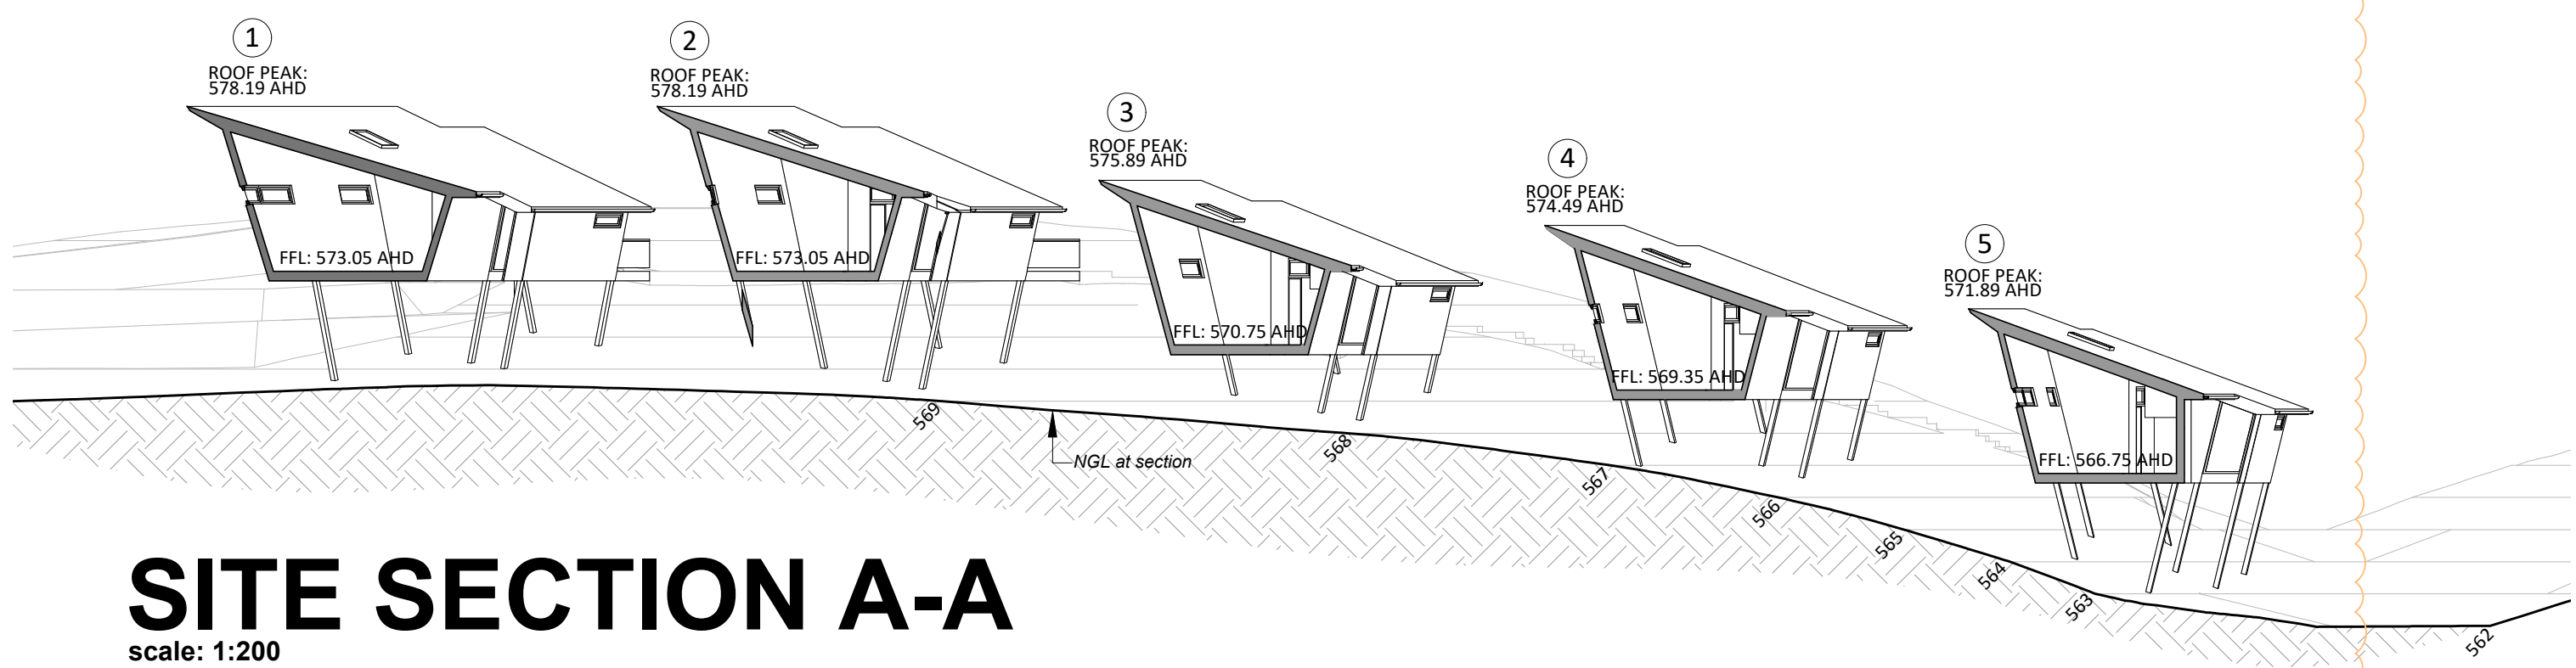 1
ROOF PEAK:
578.19 AHD
FFL: 573.05 AHD
2
ROOF PEAK:
578.19 AHD
FFL: 573.05 AHD
3
ROOF PEAK:
575.89 AHD
FFL: 570.75 AHD
4
ROOF PEAK:
574.49 AHD
FFL: 569.35 AHD
5
ROOF PEAK:
571.89 AHD
FFL: 566.75 AHD
569
NGL at section
568
567
566
565
564
563
562
SITE SECTION A-A
scale: 1:200